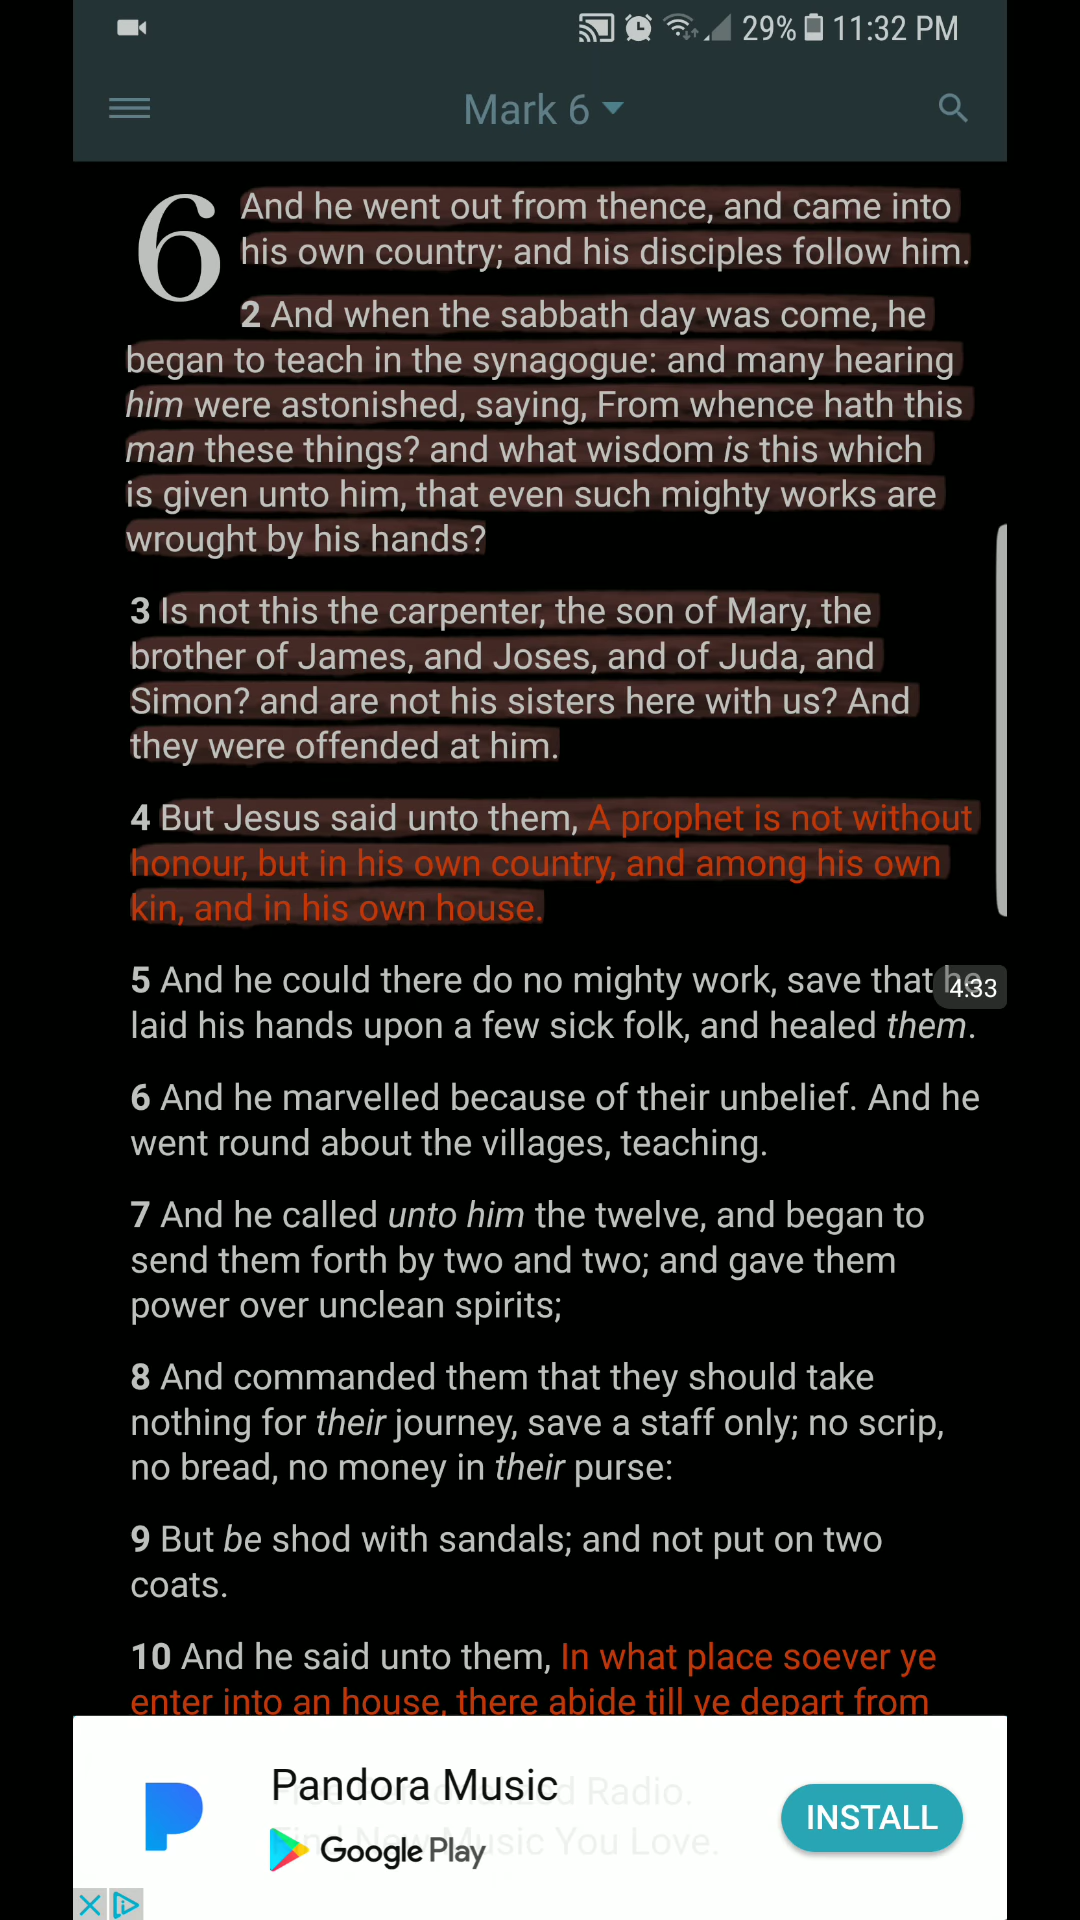 29% 11:32 PM
Mark 6
6 And he went out from thence, and came into
his own country; and his disciples follow him.
2 And when the sabbath day was come, he
began to teach in the synagogue: and many hearing
him were astonished, saying, From whence hath this
man these things? and what wisdom is this which
is given unto him, that even such mighty works are
wrought by his hands?
3 Is not this the carpenter, the son of Mary, the
brother of James, and Joses, and of Juda, and
Simon? and are not his sisters here with us? And
they were offended at him.
4 But Jesus said unto them, A prophet is not without
honour, but in his own country, and among his own
kin, and in his own house.
5 And he could there do no mighty work, save that he
4:33
laid his hands upon a few sick folk, and healed them.
6 And he marvelled because of their unbelief. And he
went round about the villages, teaching.
7 And he called unto him the twelve, and began to
send them forth by two and two; and gave them
power over unclean spirits;
8 And commanded them that they should take
nothing for their journey, save a staff only; no scrip,
no bread, no money in their purse:
9 But be shod with sandals; and not put on two
coats.
10 And he said unto them, In what place soever ye
enter into an house, there abide till ye depart from
Pandora Music
Radio.
Google Play
Music You Love.
INSTALL